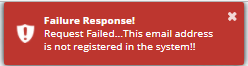 Failure Response!
Request Failed...This email address
is not registered in the system!!